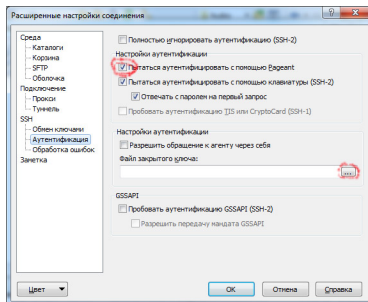 Расширенные настройки соединения
Среда
Каталоги
Корзина
SFTP
Оболочка
Подключение
Прокси
Туннель
SSH
Обмен ключами
Аутентификация
Обработка ошибок
Заметка
Полностью игнорировать аутентификацию (SSH-2)
Настройки аутентификации
Пытаться аутентифицировать с помощью Pageant
Пытаться аутентифицировать с помощью клавиатуры (SSH-2)
Отвечать с паролем на первый запрос
Пробовать аутентификацию TIS или CryptoCard (SSH-1)
Настройки аутентификации
Разрешить обращение к агенту через себя
Файл закрытого ключа:
...
GSSAPI
Пробовать аутентификацию GSSAPI (SSH-2)
Разрешить передачу мандата GSSAPI
Цвет
OK
Отмена
Справка